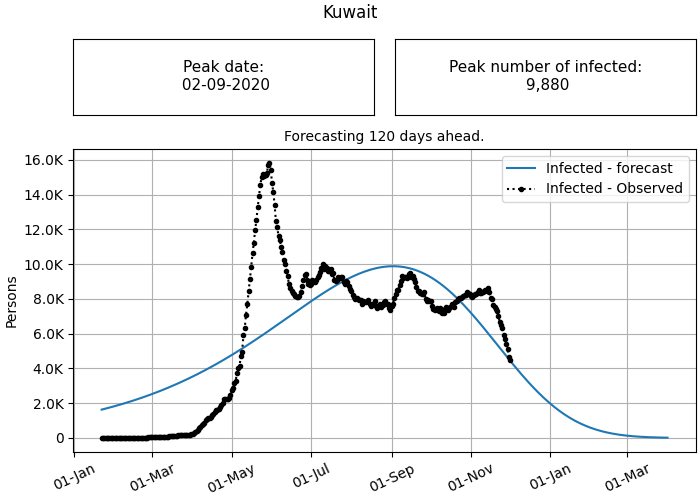 Kuwait
Peak date:
02-09-2020
Peak number of infected:
9,880
Forecasting 120 days ahead.
Infected - forecast
Infected - Observed
Persons
16.0K
14.0K
12.0K
10.0K
8.0K
6.0K
4.0K
2.0K
0
01-Jan
01-Mar
01-May
01-Jul
01-Sep
01-Nov
01-Jan
01-Mar